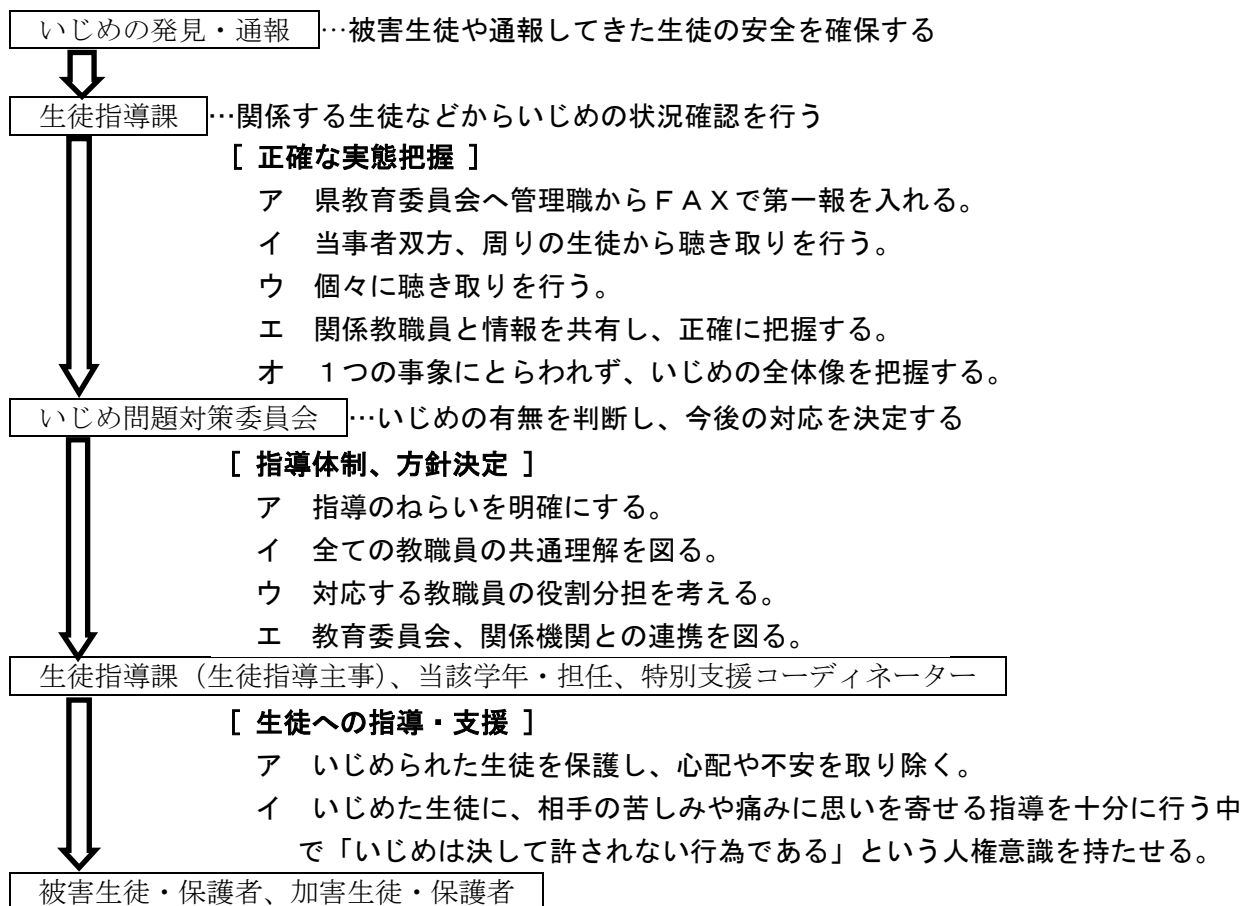 いじめの発見・通報 …被害生徒や通報してきた生徒の安全を確保する
生徒指導課 …関係する生徒などからいじめの状況確認を行う
[ 正確な実態把握 ]
ア 県教育委員会へ管理職からＦＡＸで第一報を入れる。
イ 当事者双方、周りの生徒から聴き取りを行う。
ウ 個々に聴き取りを行う。
エ 関係教職員と情報を共有し、正確に把握する。
オ １つの事象にとらわれず、いじめの全体像を把握する。
いじめ問題対策委員会 …いじめの有無を判断し、今後の対応を決定する
[ 指導体制、方針決定 ]
ア 指導のねらいを明確にする。
イ 全ての教職員の共通理解を図る。
ウ 対応する教職員の役割分担を考える。
エ 教育委員会、関係機関との連携を図る。
生徒指導課（生徒指導主事）、当該学年・担任、特別支援コーディネーター
[ 生徒への指導・支援 ]
ア いじめられた生徒を保護し、心配や不安を取り除く。
イ いじめた生徒に、相手の苦しみや痛みに思いを寄せる指導を十分に行う中
で「いじめは決して許されない行為である」という人権意識を持たせる。
被害生徒・保護者、加害生徒・保護者